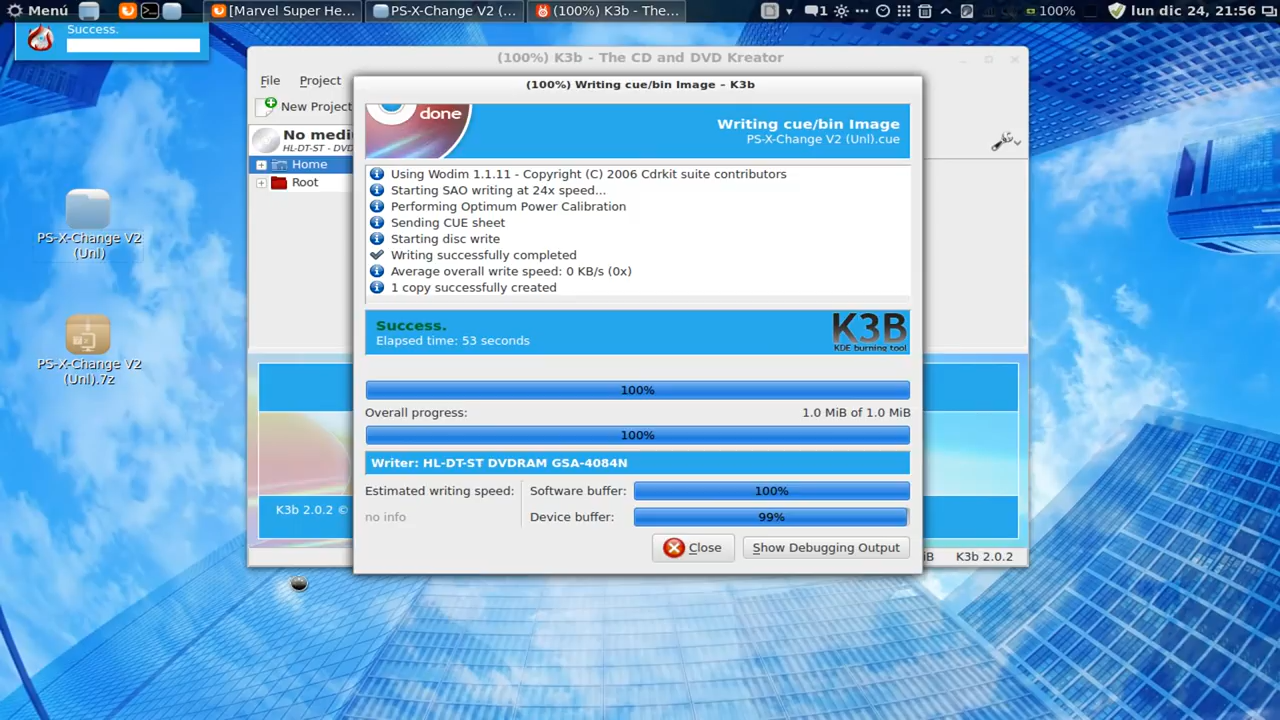 Menú
[Marvel Super He...
PS-X-Change V2 (...
(100%) K3b - The...
1
100%
lun dic 24, 21:56
Success.
(100%) K3b - The CD and DVD Kreator
File
Project
New Project
No medi
HL-DT-ST - DVD
Home
Root
K3b 2.0.2 ©
iB
K3b 2.0.2
PS-X-Change V2
(Unl)
PS-X-Change V2
(Unl).7z
(100%) Writing cue/bin Image – K3b
done
Writing cue/bin Image
PS-X-Change V2 (Unl).cue
Using Wodim 1.1.11 - Copyright (C) 2006 Cdrkit suite contributors
Starting SAO writing at 24x speed...
Performing Optimum Power Calibration
Sending CUE sheet
Starting disc write
Writing successfully completed
Average overall write speed: 0 KB/s (0x)
1 copy successfully created
Success.
Elapsed time: 53 seconds
K3B
KDE burning tool
100%
Overall progress:
1.0 MiB of 1.0 MiB
100%
Writer: HL-DT-ST DVDRAM GSA-4084N
Estimated writing speed:
no info
Software buffer:
100%
Device buffer:
99%
Close
Show Debugging Output